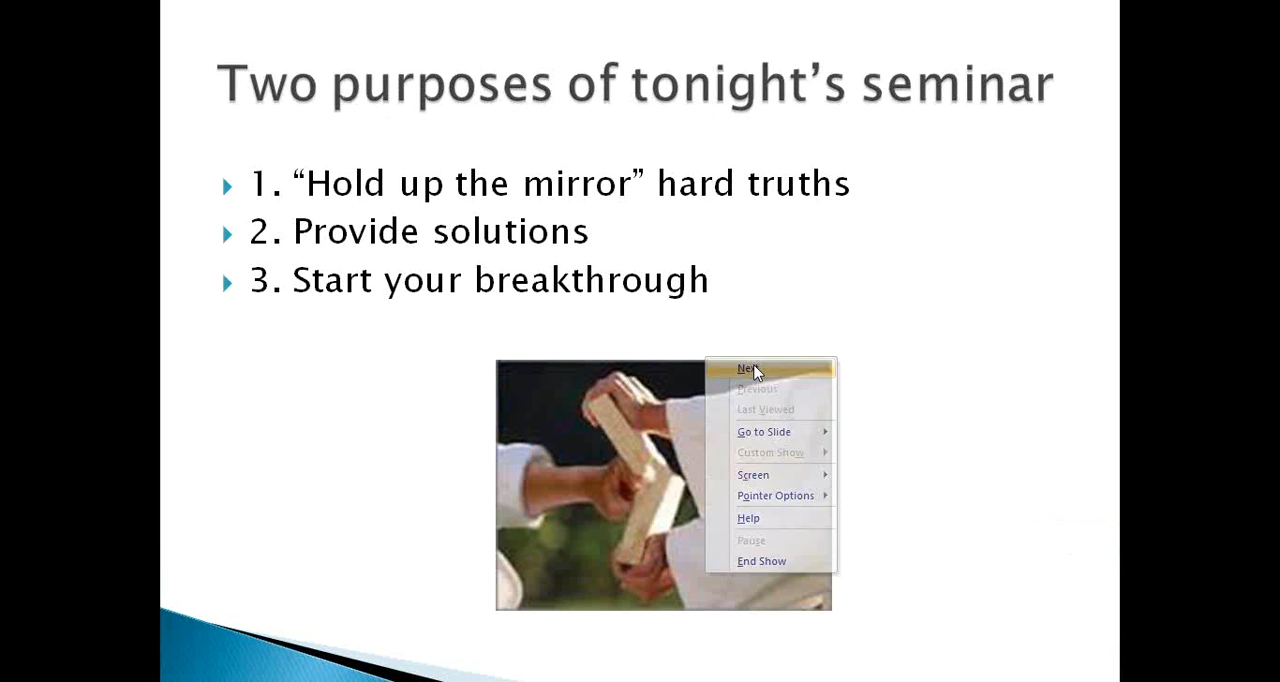 Two purposes of tonight's seminar
1. “Hold up the mirror” hard truths
2. Provide solutions
3. Start your breakthrough
Next
Previous
Last Viewed
Go to Slide
Custom Show
Screen
Pointer Options
Help
Pause
End Show